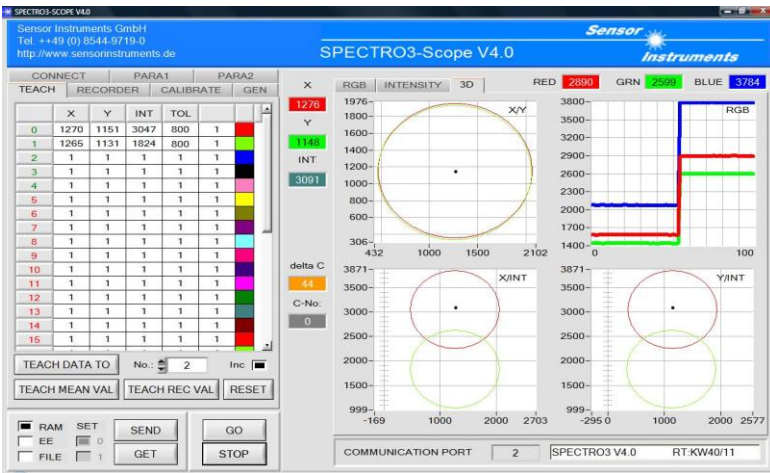 SPECTRO3-SCOPE V4.0
Sensor Instruments GmbH
Tel. ++49 (0) 8544-9719-0
http://www.sensorinstruments.de
SPECTRO3-Scope V4.0
Sensor
Instruments
CONNECT PARA1 PARA2
TEACH RECORDER CALIBRATE GEN
X Y INT TOL
0 1270 1151 3047 800 1
1 1265 1131 1824 800 1
2 1 1 1 1 1
3 1 1 1 1 1
4 1 1 1 1 1
5 1 1 1 1 1
6 1 1 1 1 1
7 1 1 1 1 1
8 1 1 1 1 1
9 1 1 1 1 1
10 1 1 1 1 1
11 1 1 1 1 1
12 1 1 1 1 1
13 1 1 1 1 1
14 1 1 1 1 1
15 1 1 1 1 1
TEACH DATA TO No.: 2 Inc
TEACH MEAN VAL TEACH REC VAL RESET
RAM SET
EE 0
FILE 1
SEND GO
GET STOP
X
1276
Y
1148
INT
3091
delta C
44
C-No:
0
RGB INTENSITY 3D
RED 2890 GRN 2599 BLUE 3784
X/Y
1976
1800
1600
1400
1200
1000
800
600
306
432 1000 1500 2102
RGB
3800
3500
3200
2900
2600
2300
2000
1700
1400
0 100
X/INT
3871
3500
3000
2500
2000
1500
999
-169 1000 2000 2703
Y/INT
3871
3500
3000
2500
2000
1500
999
-295 0 1000 2000 2577
COMMUNICATION PORT 2 SPECTRO3 V4.0 RT:KW40/11